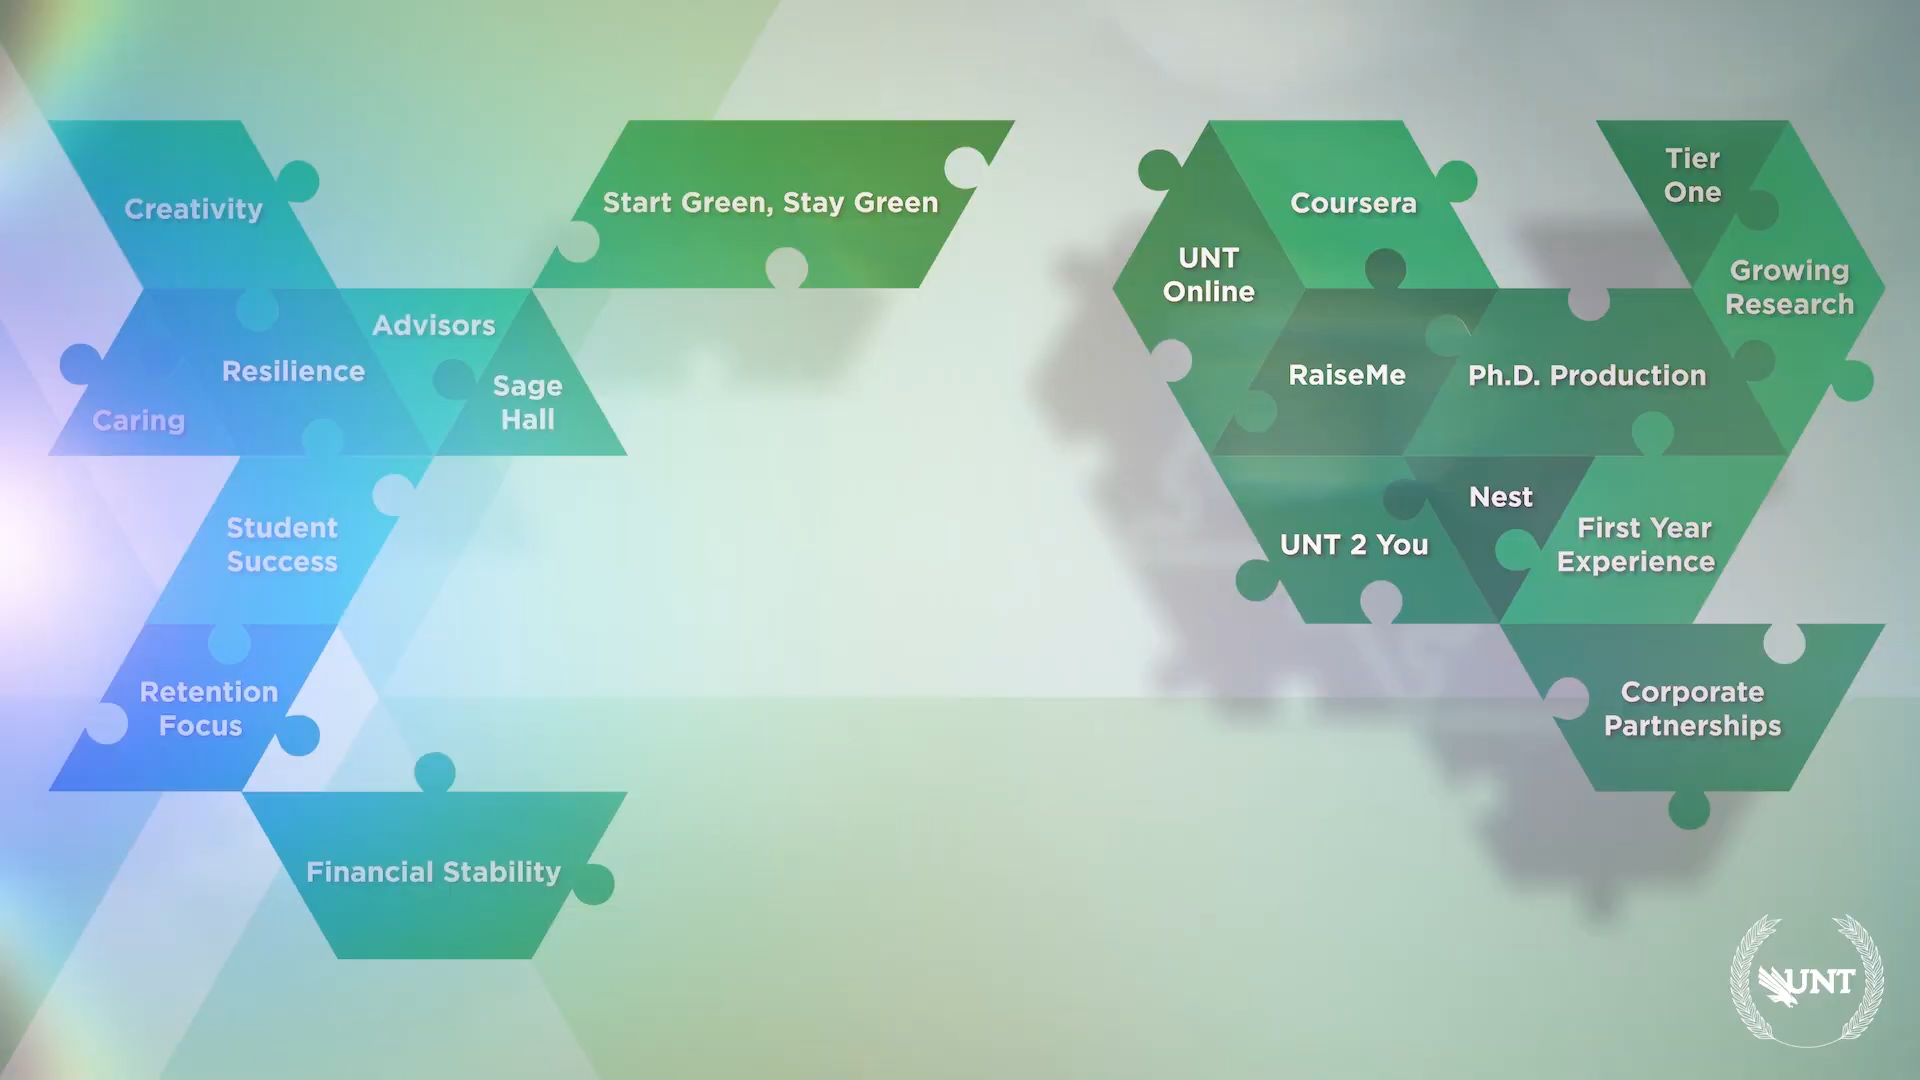 Creativity
Advisors
Resilience
Caring
Sage
Hall
Student
Success
Retention
Focus
Financial Stability
Start Green, Stay Green
Coursera
UNT
Online
RaiseMe
Ph.D. Production
Tier
One
Growing
Research
UNT 2 You
Nest
First Year
Experience
Corporate
Partnerships
UNT